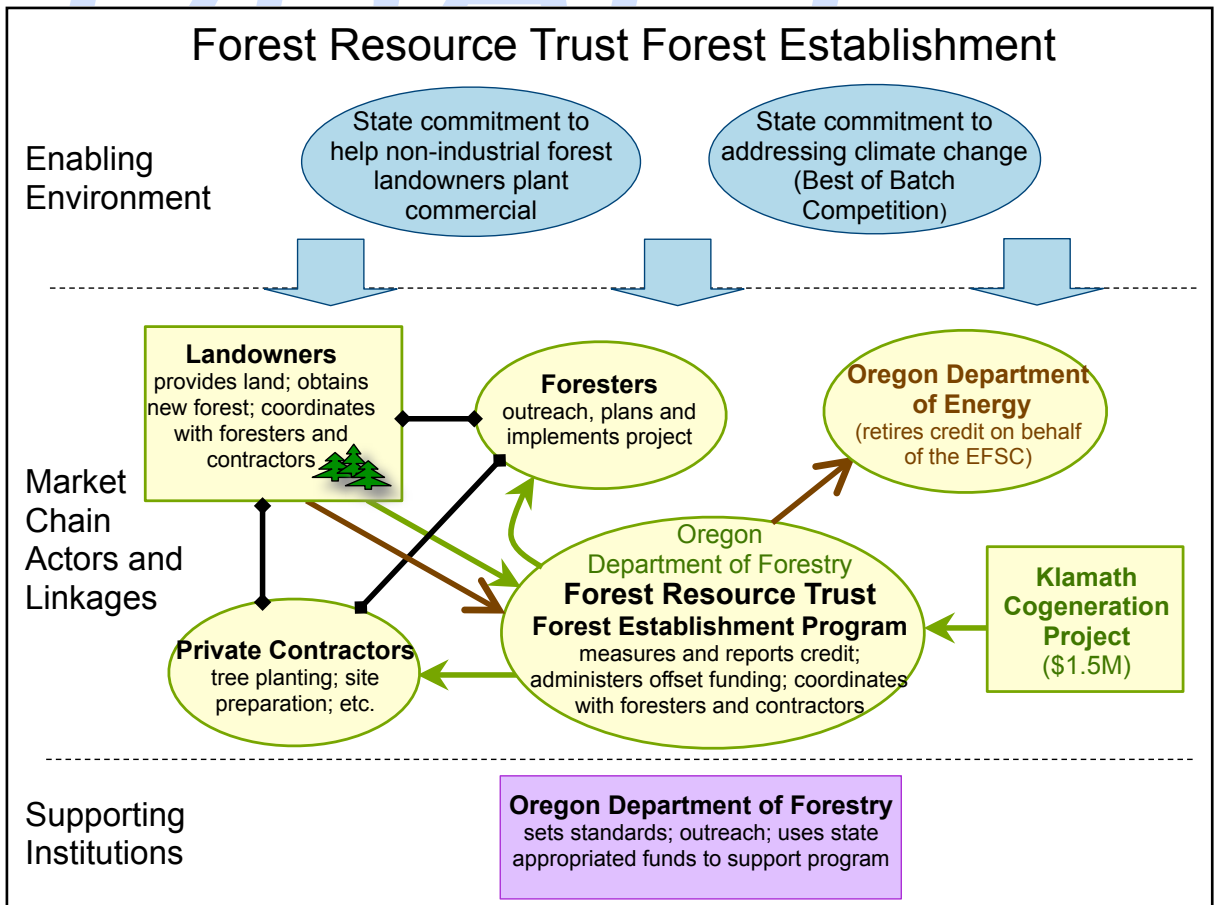 Forest Resource Trust Forest Establishment
Enabling
Environment
State commitment to
help non-industrial forest
landowners plant
commercial
State commitment to
addressing climate change
(Best of Batch
Competition)
Market
Chain
Actors and
Linkages
Landowners
provides land; obtains
new forest; coordinates
with foresters and
contractors
Foresters
outreach, plans and
implements project
Oregon Department
of Energy
(retires credit on behalf
of the EFSC)
Private Contractors
tree planting; site
preparation; etc.
Oregon
Department of Forestry
Forest Resource Trust
Forest Establishment Program
measures and reports credit;
administers offset funding; coordinates
with foresters and contractors
Klamath
Cogeneration
Project
($1.5M)
Supporting
Institutions
Oregon Department of Forestry
sets standards; outreach; uses state
appropriated funds to support program